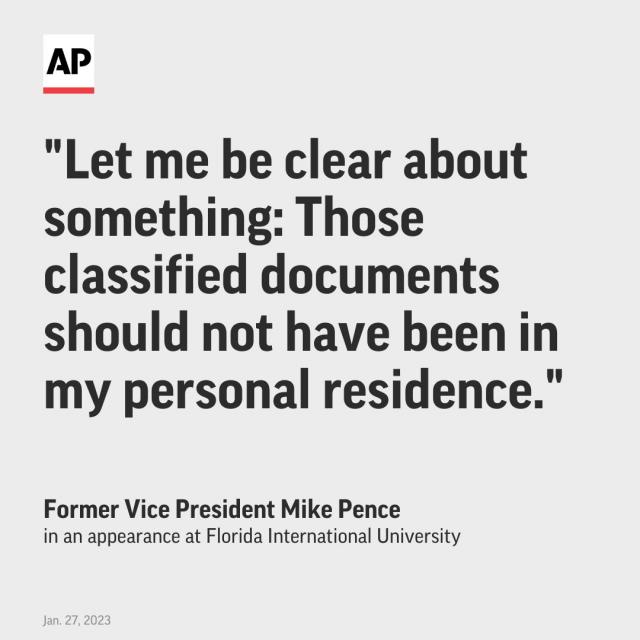 AP
"Let me be clear about
something: Those
classified documents
should not have been in
my personal residence."
Former Vice President Mike Pence
in an appearance at Florida International University
Jan. 27, 2023